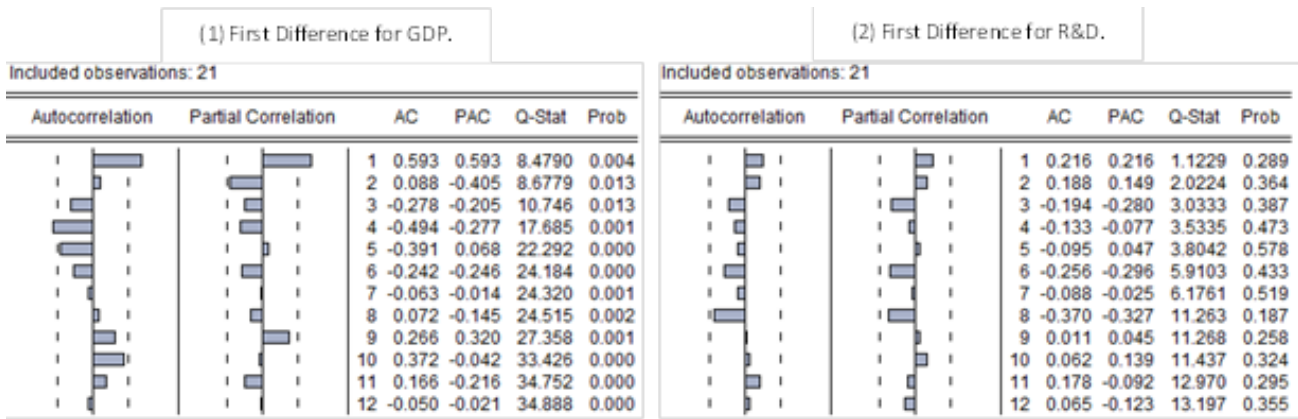 (1) First Difference for GDP.
Included observations: 21
Autocorrelation Partial Correlation AC PAC Q-Stat Prob
1 0.593 0.593 8.4790 0.004
2 0.088 -0.405 8.6779 0.013
3 -0.278 -0.205 10.746 0.013
4 -0.494 -0.277 17.685 0.001
5 -0.391 0.068 22.292 0.000
6 -0.242 -0.246 24.184 0.000
7 -0.063 -0.014 24.320 0.001
8 0.072 -0.145 24.515 0.002
9 0.266 0.320 27.358 0.001
10 0.372 -0.042 33.426 0.000
11 0.166 -0.216 34.752 0.000
12 -0.050 -0.021 34.888 0.000
(2) First Difference for R&D.
Included observations: 21
Autocorrelation Partial Correlation AC PAC Q-Stat Prob
1 0.216 0.216 1.1229 0.289
2 0.188 0.149 2.0224 0.364
3 -0.194 -0.280 3.0333 0.387
4 -0.133 -0.077 3.5335 0.473
5 -0.095 0.047 3.8042 0.578
6 -0.256 -0.296 5.9103 0.433
7 -0.088 -0.025 6.1761 0.519
8 -0.370 -0.327 11.263 0.187
9 0.011 0.045 11.268 0.258
10 0.062 0.139 11.437 0.324
11 0.178 -0.092 12.970 0.295
12 0.065 -0.123 13.197 0.355